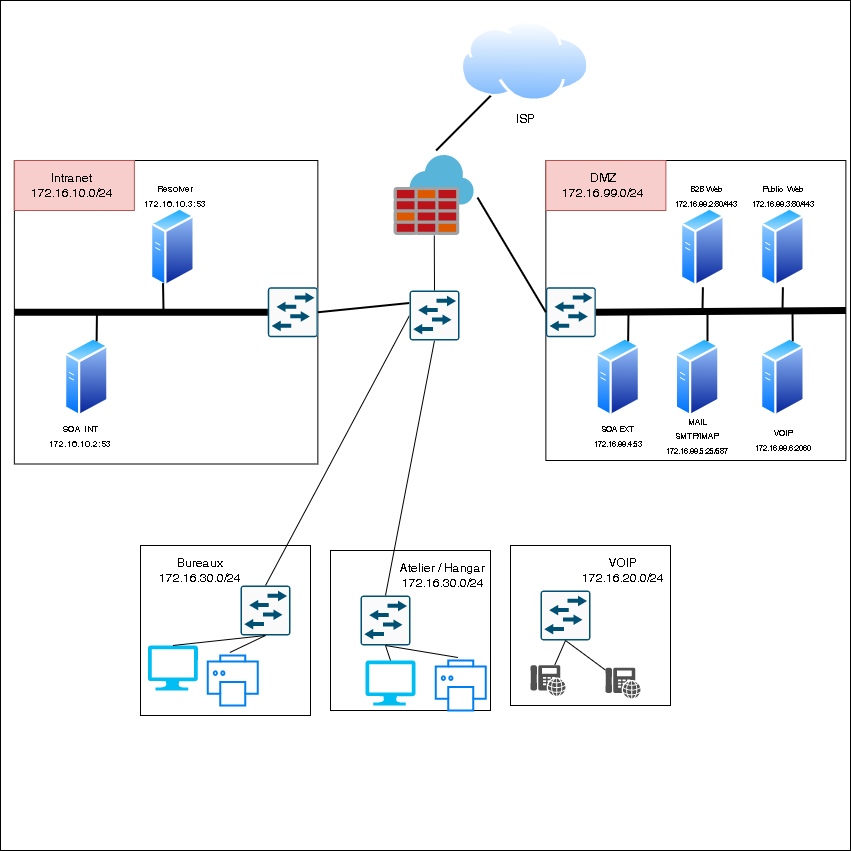 ISP
Intranet
172.16.10.0/24
Resolver
172.16.10.3:53
SOA INT
172.16.10.2:53
DMZ
172.16.99.0/24
B2B Web
172.16.99.2:80/443
Public Web
172.16.99.3:80/443
SOA EXT
172.16.99.4:53
MAIL
SMTP/IMAP
172.16.99.5:25/587
VOIP
172.16.99.6:2060
Bureaux
172.16.30.0/24
Atelier / Hangar
172.16.30.0/24
VOIP
172.16.20.0/24